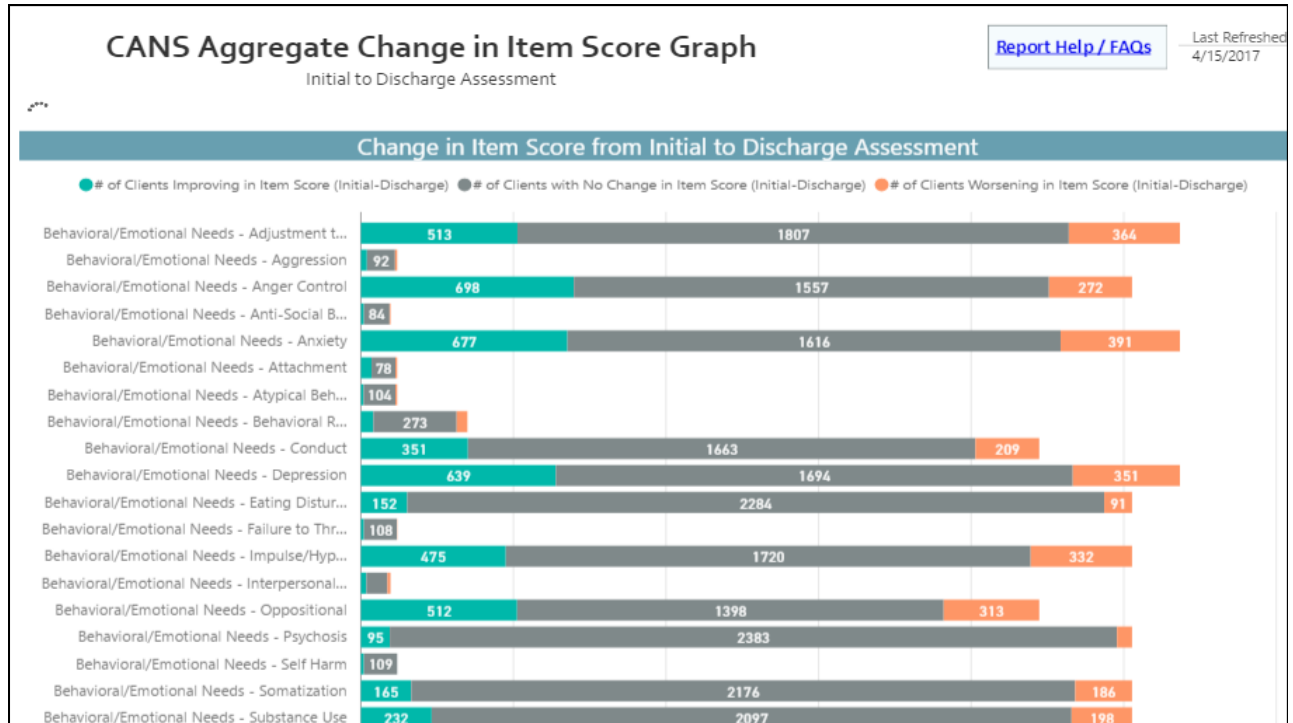 CANS Aggregate Change in Item Score Graph
Report Help / FAQs
Last Refreshed
4/15/2017
Initial to Discharge Assessment
Change in Item Score from Initial to Discharge Assessment
# of Clients Improving in Item Score (Initial-Discharge) # of Clients with No Change in Item Score (Initial-Discharge) # of Clients Worsening in Item Score (Initial-Discharge)
Behavioral/Emotional Needs - Adjustment t... 513 1807 364
Behavioral/Emotional Needs - Aggression 92
Behavioral/Emotional Needs - Anger Control 698 1557 272
Behavioral/Emotional Needs - Anti-Social B... 84
Behavioral/Emotional Needs - Anxiety 677 1616 391
Behavioral/Emotional Needs - Attachment 78
Behavioral/Emotional Needs - Atypical Beh... 104
Behavioral/Emotional Needs - Behavioral R... 273
Behavioral/Emotional Needs - Conduct 351 1663 209
Behavioral/Emotional Needs - Depression 639 1694 351
Behavioral/Emotional Needs - Eating Distur... 152 2284 91
Behavioral/Emotional Needs - Failure to Thr... 108
Behavioral/Emotional Needs - Impulse/Hyp... 475 1720 332
Behavioral/Emotional Needs - Interpersonal...
Behavioral/Emotional Needs - Oppositional 512 1398 313
Behavioral/Emotional Needs - Psychosis 95 2383
Behavioral/Emotional Needs - Self Harm 109
Behavioral/Emotional Needs - Somatization 165 2176 186
Behavioral/Emotional Needs - Substance Use 232 2097 198